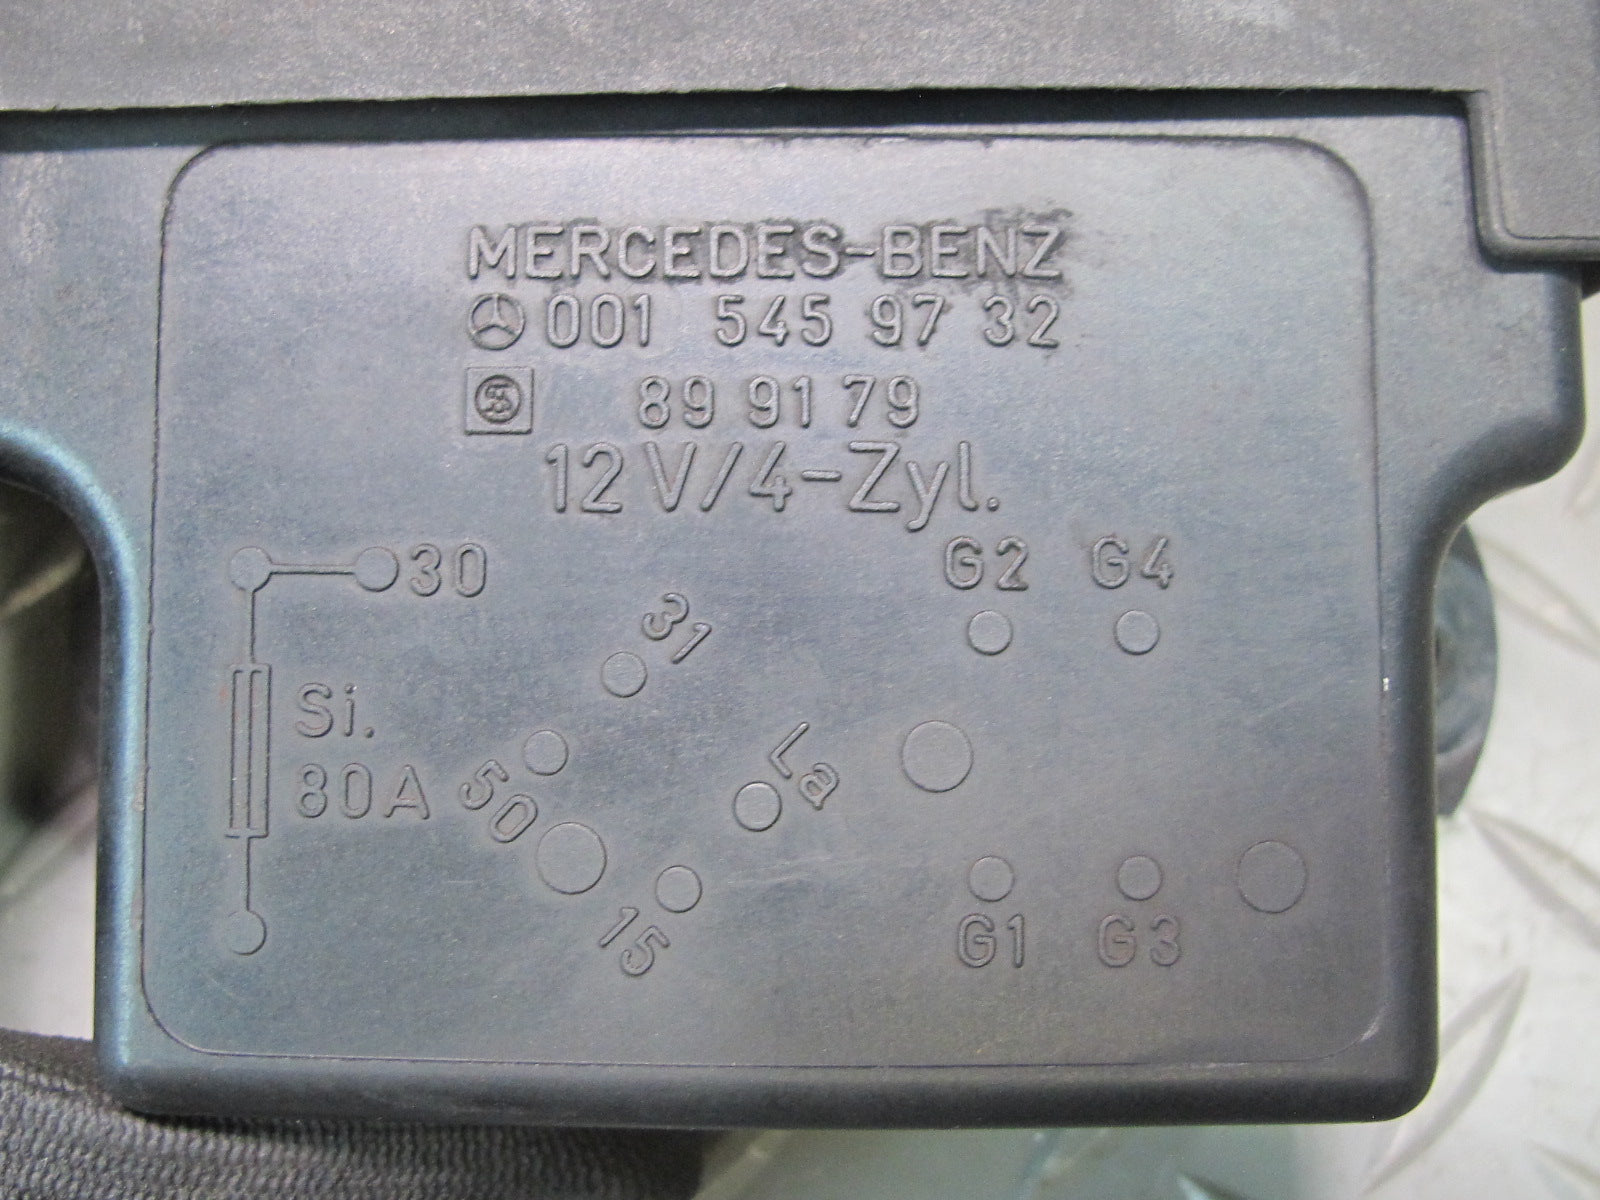 MERCEDES-BENZ
001 545 97 32
89 91 79
12 V/4-Zyl.
30
G2 G4
31
Si.
80A
La
50
15
G1 G3